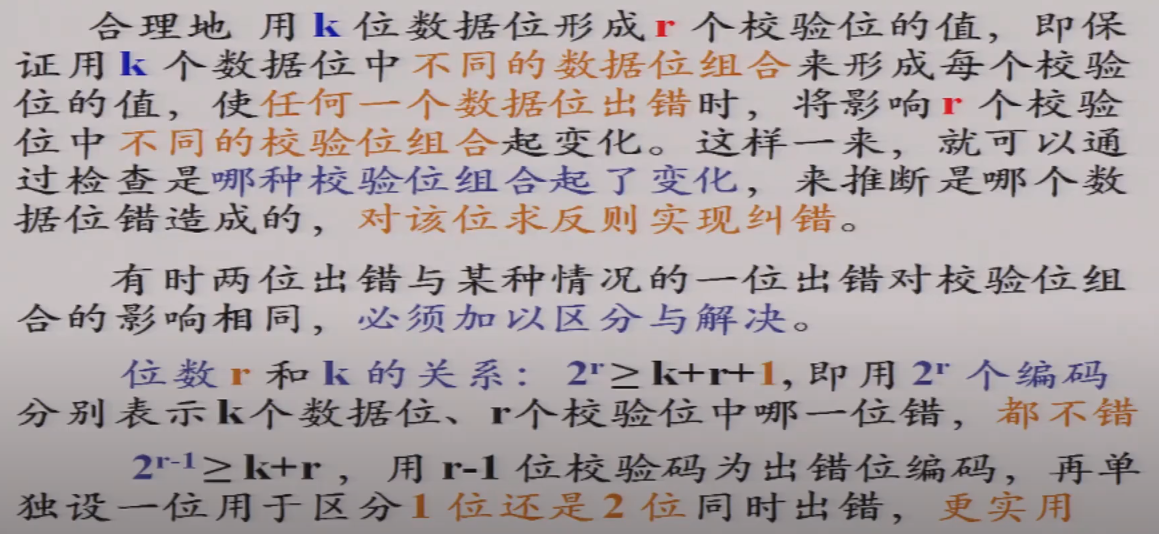 合理地 用 k 位数据位形成 r 个校验位的值，即保
证用 k 个数据位中不同的数据位组合来形成每个校验
位的值，使任何一个数据位出错时，将影响 r 个校验
位中不同的校验位组合起变化。这样一来，就可以通
过检查是哪种校验位组合起了变化，来推断是哪个数
据位错造成的，对该位求反则实现纠错。
有时两位出错与某种情况的一位出错对校验位组
合的影响相同，必须加以区分与解决。
位数 r 和 k 的关系：2ʳ ≥ k+r+1, 即用 2ʳ 个编码
分别表示 k 个数据位、r 个校验位中哪一位错，都不错
2ʳ⁻¹ ≥ k+r ，用 r-1 位校验码为出错位编码，再单
独设一位用于区分 1 位还是 2 位同时出错，更实用